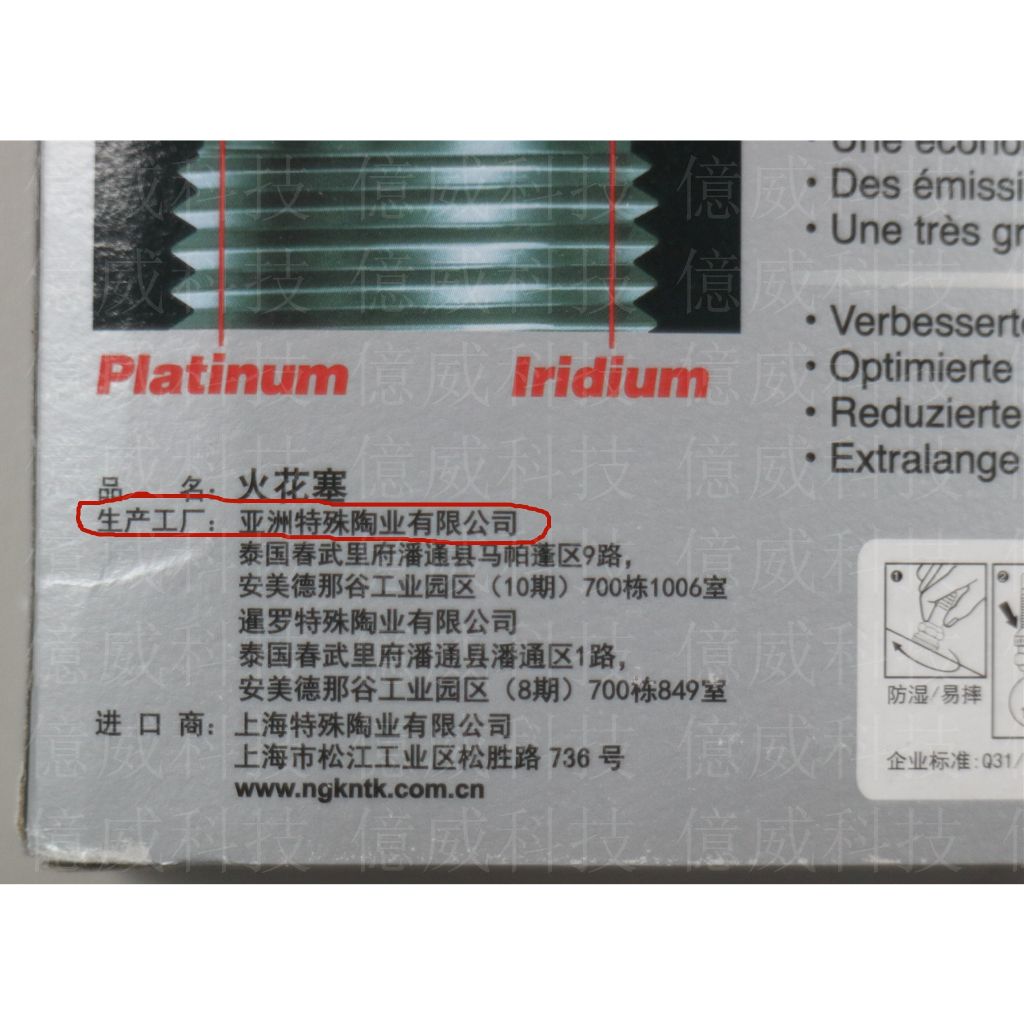 Une écono
• Des émissi
• Une très gr
• Verbesserte
• Optimierte
• Reduzierte
• Extralange
Platinum
Iridium
品 名：火花塞
生产工厂：亚洲特殊陶业有限公司
泰国春武里府潘通县马帕蓬区9路，
安美德那谷工业园区（10期）700栋1006室
暹罗特殊陶业有限公司
泰国春武里府潘通县潘通区1路，
安美德那谷工业园区（8期）700栋849室
进 口 商：上海特殊陶业有限公司
上海市松江工业区松胜路 736 号
www.ngkntk.com.cn
❶
❷
防湿/易摔
企业标准:Q31/
億威科技